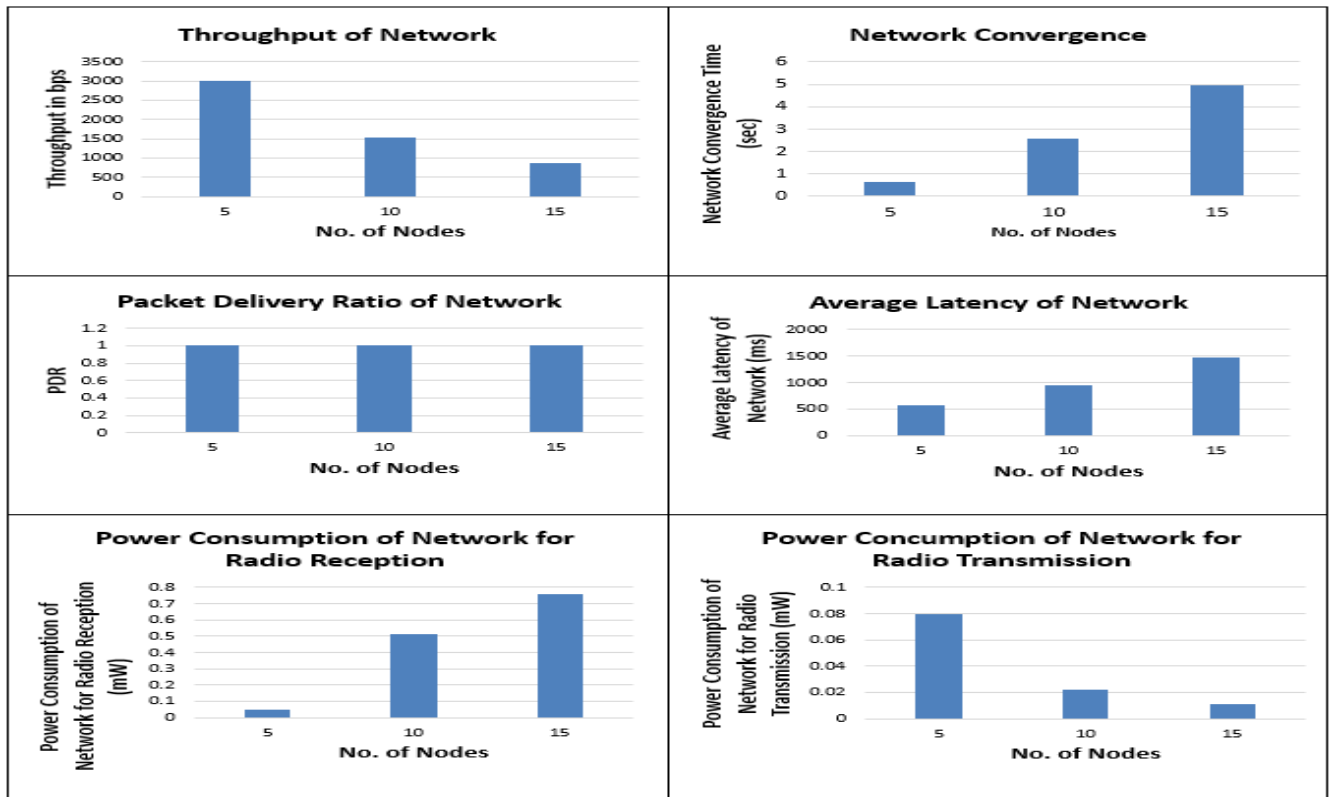 Throughput of Network
Throughput in bps
3500
3000
2500
2000
1500
1000
500
0
5 10 15
No. of Nodes
Network Convergence
Network Convergence Time
(sec)
6
5
4
3
2
1
0
5 10 15
No. of Nodes
Packet Delivery Ratio of Network
PDR
1.2
1
0.8
0.6
0.4
0.2
0
5 10 15
No. of Nodes
Average Latency of Network
Average Latency of
Network (ms)
2000
1500
1000
500
0
5 10 15
No. of Nodes
Power Consumption of Network for
Radio Reception
Power Consumption of
Network for Radio Reception
(mW)
0.8
0.7
0.6
0.5
0.4
0.3
0.2
0.1
0
5 10 15
No. of Nodes
Power Concumption of Network for
Radio Transmission
Power Consumption of
Network for Radio
Transmission (mW)
0.1
0.08
0.06
0.04
0.02
0
5 10 15
No. of Nodes